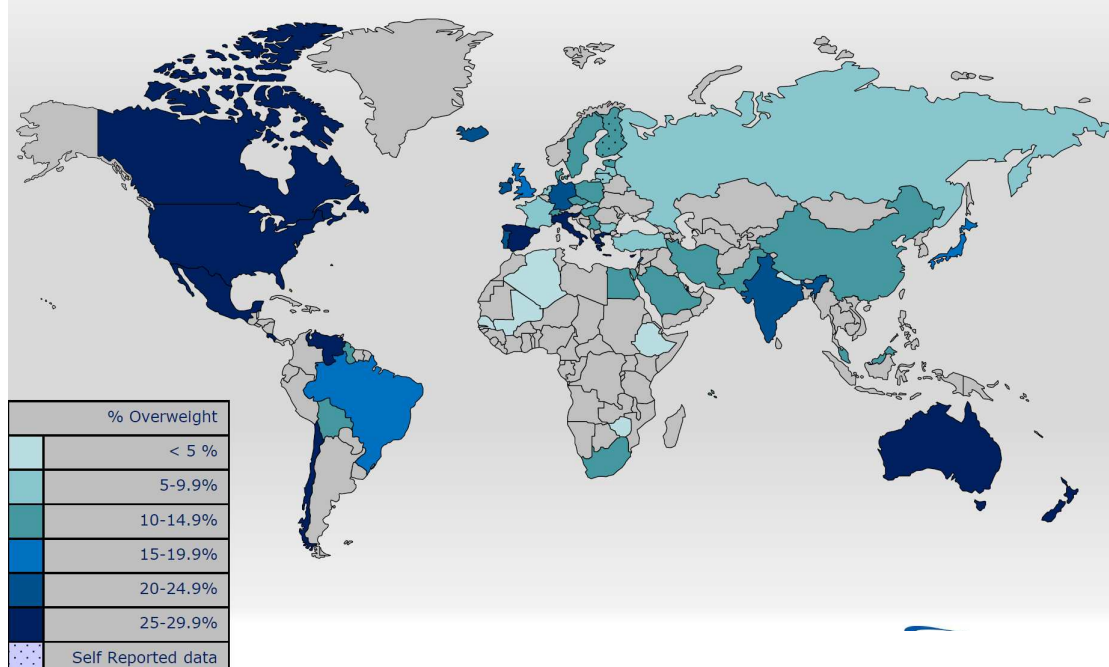 % Overweight
< 5 %
5-9.9%
10-14.9%
15-19.9%
20-24.9%
25-29.9%
Self Reported data